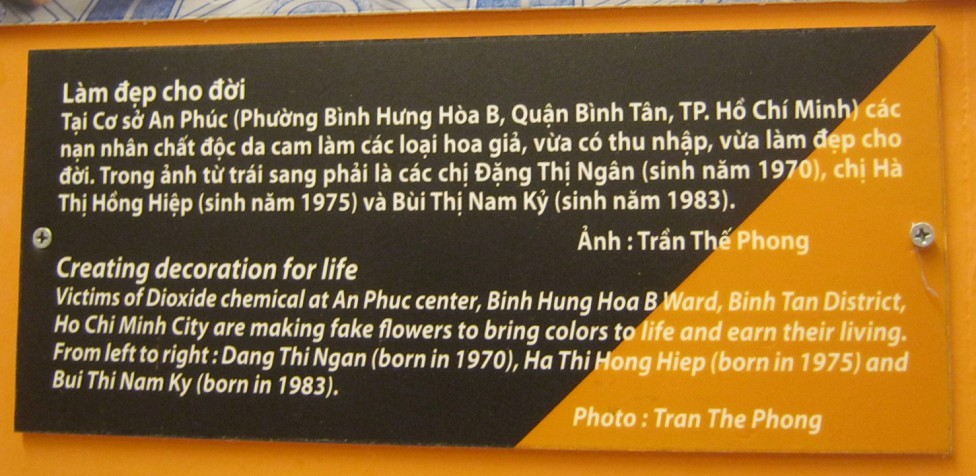 Làm đẹp cho đời
Tại Cơ sở An Phúc (Phường Bình Hưng Hòa B, Quận Bình Tân, TP. Hồ Chí Minh) các
nạn nhân chất độc da cam làm các loại hoa giả, vừa có thu nhập, vừa làm đẹp cho
đời. Trong ảnh từ trái sang phải là các chị Đặng Thị Ngân (sinh năm 1970), chị Hà
Thị Hồng Hiệp (sinh năm 1975) và Bùi Thị Nam Kỷ (sinh năm 1983).
Ảnh : Trần Thế Phong
Creating decoration for life
Victims of Dioxide chemical at An Phuc center, Binh Hung Hoa B Ward, Binh Tan District,
Ho Chi Minh City are making fake flowers to bring colors to life and earn their living.
From left to right : Dang Thi Ngan (born in 1970), Ha Thi Hong Hiep (born in 1975) and
Bui Thi Nam Ky (born in 1983).
Photo : Tran The Phong